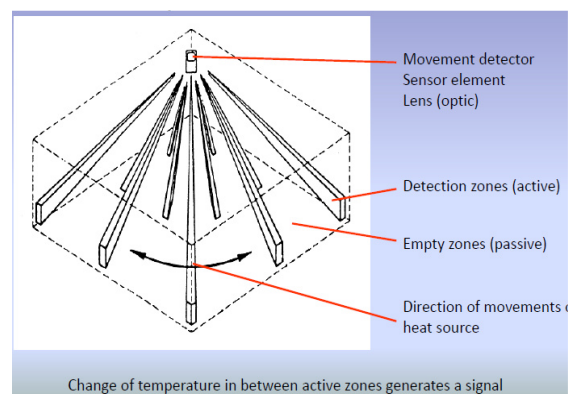 Movement detector
Sensor element
Lens (optic)
Detection zones (active)
Empty zones (passive)
Direction of movements
heat source
Change of temperature in between active zones generates a signal